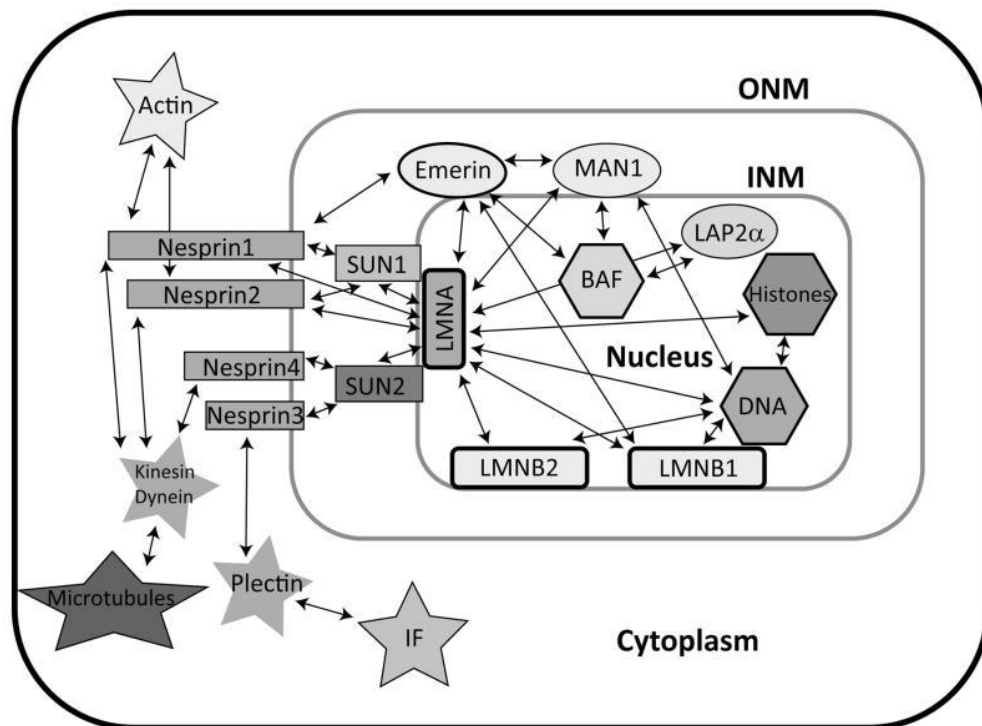 ONM
Actin
Emerin
MAN1
INM
LAP2α
Nesprin1
SUN1
BAF
Histones
Nesprin2
LMNA
Nucleus
Nesprin4
SUN2
DNA
Nesprin3
Kinesin
Dynein
LMNB2
LMNB1
Microtubules
Plectin
IF
Cytoplasm